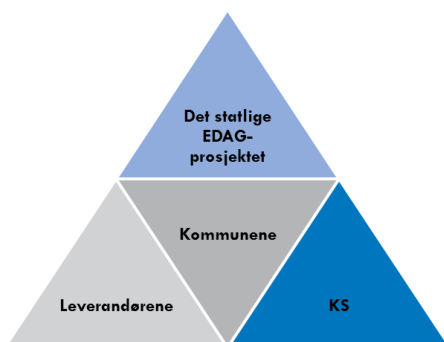 Det statlige
EDAG-
prosjektet
Kommunene
Leverandørene
KS